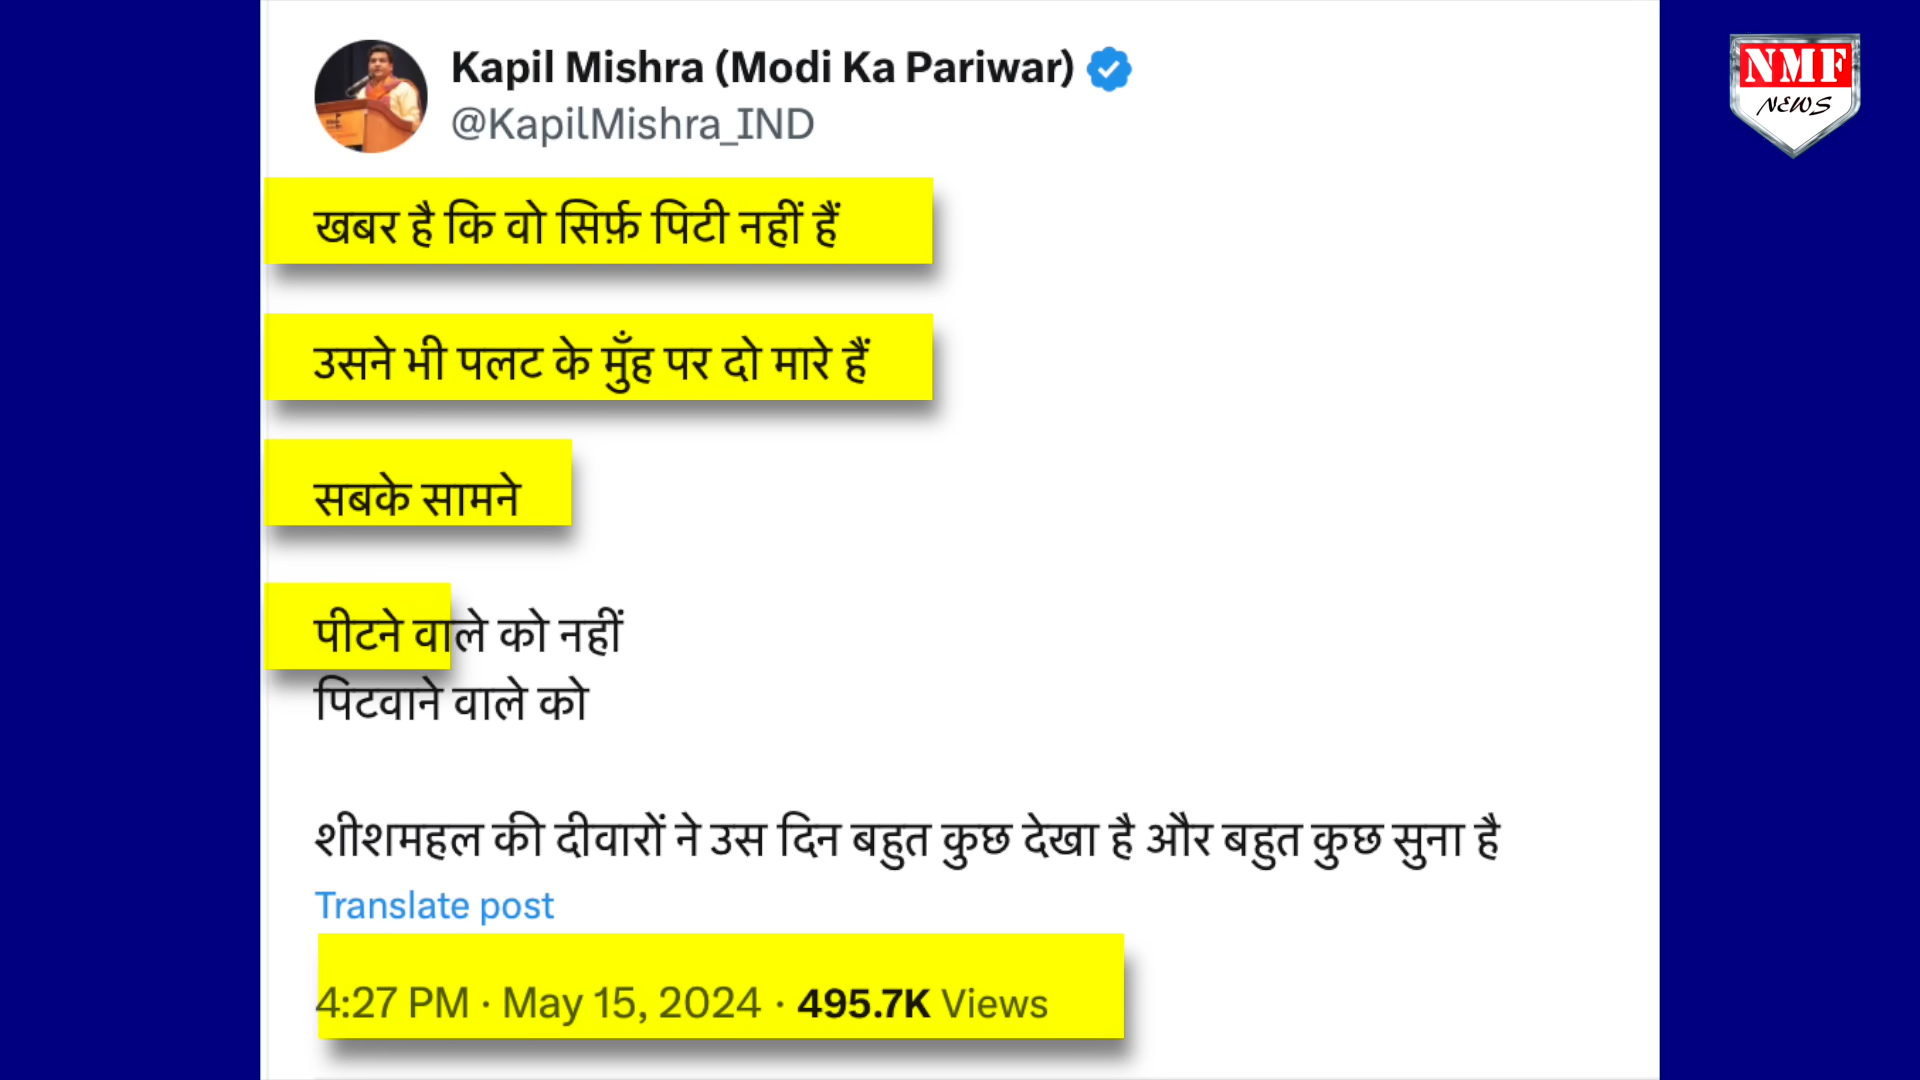 Kapil Mishra (Modi Ka Pariwar)
@KapilMishra_IND
NMF
NEWS
खबर है कि वो सिर्फ़ पिटी नहीं हैं
उसने भी पलट के मुँह पर दो मारे हैं
सबके सामने
पीटने वाले को नहीं
पिटवाने वाले को
शीशमहल की दीवारों ने उस दिन बहुत कुछ देखा है और बहुत कुछ सुना है
Translate post
4:27 PM · May 15, 2024 · 495.7K Views